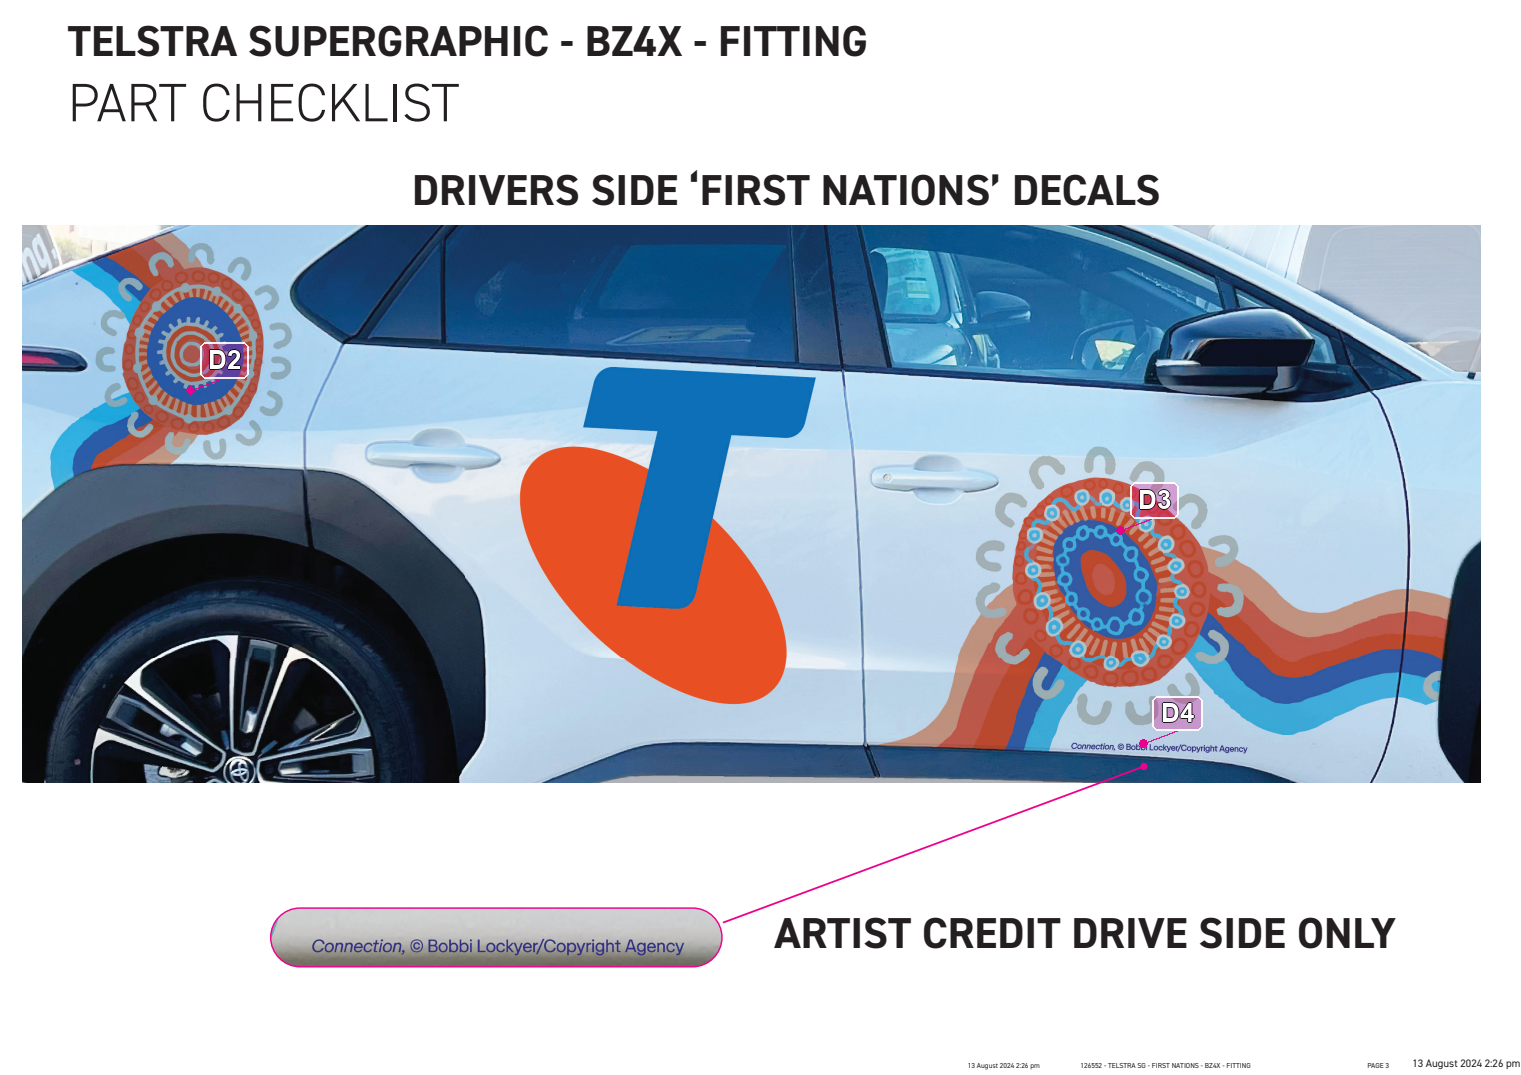 TELSTRA SUPERGRAPHIC - BZ4X - FITTING
PART CHECKLIST
DRIVERS SIDE ‘FIRST NATIONS’ DECALS
ng.
D2
T
D3
D4
Connection, © Bobbi Lockyer/Copyright Agency
Connection, © Bobbi Lockyer/Copyright Agency
ARTIST CREDIT DRIVE SIDE ONLY
13 August 2024 2:26 pm
126552 - TELSTRA SG - FIRST NATIONS - BZ4X - FITTING
PAGE 3
13 August 2024 2:26 pm